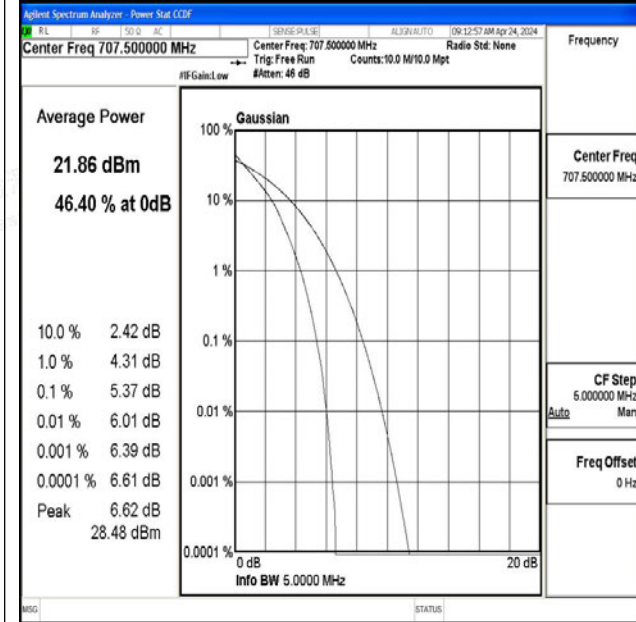 Agilent Spectrum Analyzer - Power Stat CCDF
RL RF 50 Ω AC SENSE:PULSE ALIGN AUTO 09:12:57 AM Apr 24, 2024
Center Freq 707.500000 MHz
Center Freq: 707.500000 MHz Radio Std: None
Trig: Free Run Counts:10.0 M/10.0 Mpt
#IFGain:Low #Atten: 46 dB
Frequency
Average Power
21.86 dBm
46.40 % at 0dB
10.0 % 2.42 dB
1.0 % 4.31 dB
0.1 % 5.37 dB
0.01 % 6.01 dB
0.001 % 6.39 dB
0.0001 % 6.61 dB
Peak 6.62 dB
28.48 dBm
Gaussian
100 %
10 %
1 %
0.1 %
0.01 %
0.001 %
0.0001 %
0 dB 20 dB
Info BW 5.0000 MHz
Center Freq
707.500000 MHz
CF Step
5.000000 MHz
Auto Man
Freq Offset
0 Hz
MSG STATUS